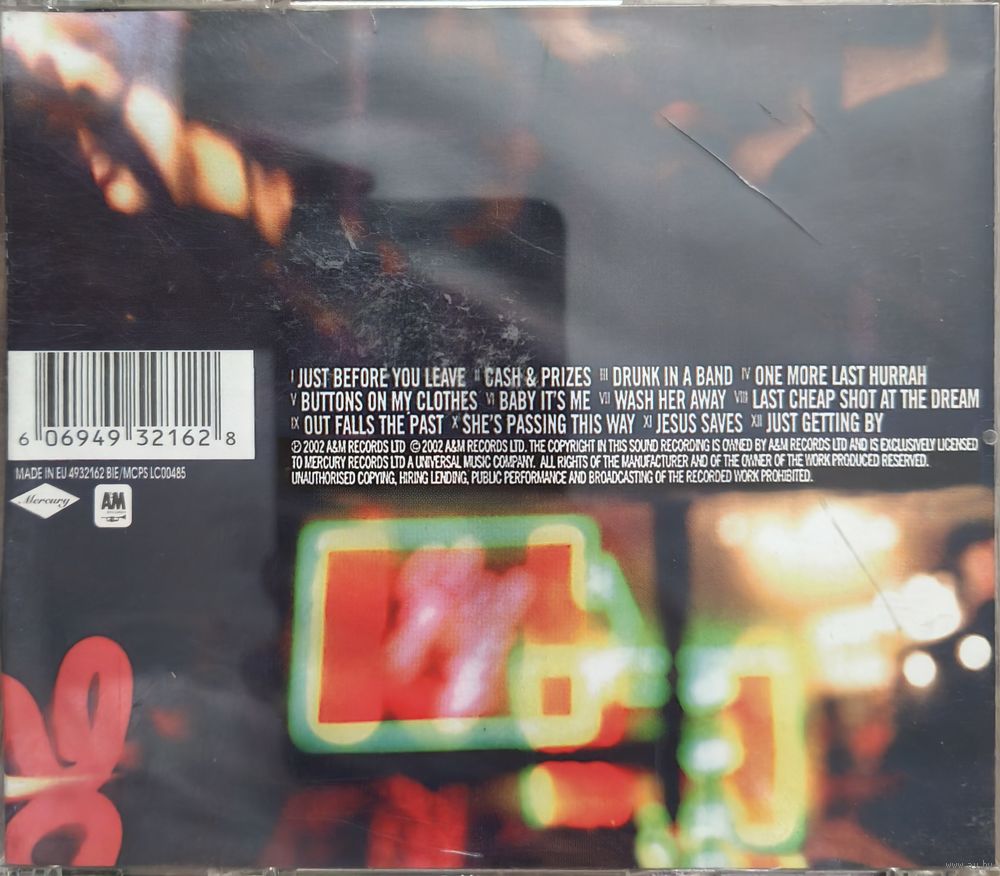 I JUST BEFORE YOU LEAVE II CASH & PRIZES III DRUNK IN A BAND IV ONE MORE LAST HURRAH
V BUTTONS ON MY CLOTHES VI BABY IT'S ME VII WASH HER AWAY VIII LAST CHEAP SHOT AT THE DREAM
IX OUT FALLS THE PAST X SHE'S PASSING THIS WAY XI JESUS SAVES XII JUST GETTING BY
℗ 2002 A&M RECORDS LTD © 2002 A&M RECORDS LTD. THE COPYRIGHT IN THIS SOUND RECORDING IS OWNED BY A&M RECORDS LTD AND IS EXCLUSIVELY LICENSED
TO MERCURY RECORDS LTD A UNIVERSAL MUSIC COMPANY. ALL RIGHTS OF THE MANUFACTURER AND OF THE OWNER OF THE WORK PRODUCED RESERVED.
UNAUTHORISED COPYING, HIRING LENDING, PUBLIC PERFORMANCE AND BROADCASTING OF THE RECORDED WORK PROHIBITED.
6 06949 32162 8
MADE IN EU 4932162 BIE/MCPS LC00485
Mercury
A&M
www.ay.by